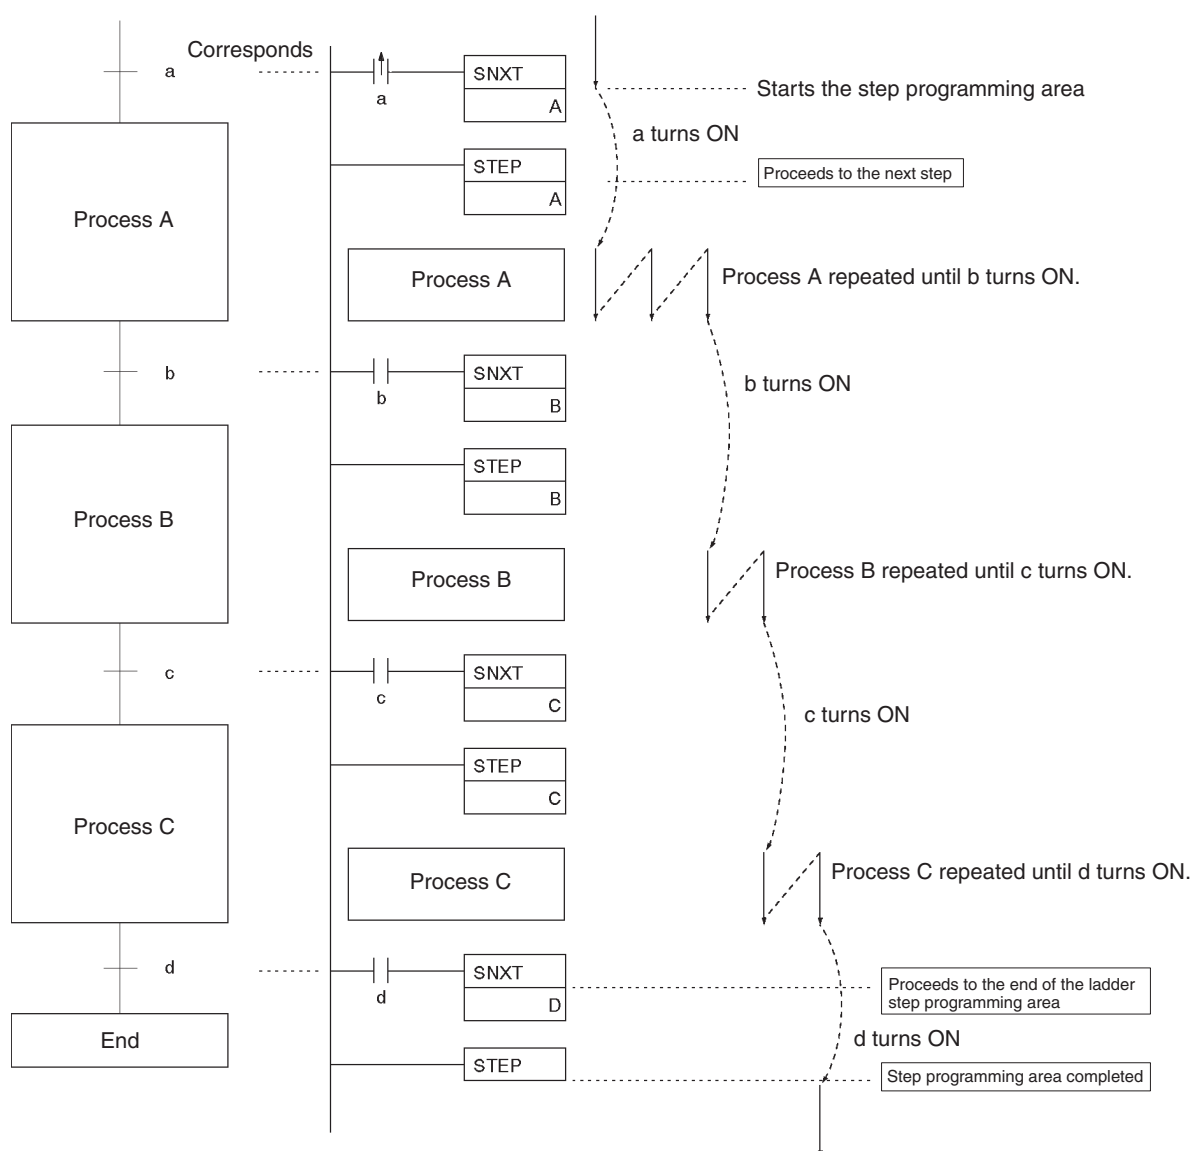 Corresponds
a
a
SNXT
A
Starts the step programming area
a turns ON
STEP
A
Proceeds to the next step
Process A
Process A
Process A repeated until b turns ON.
b
b
SNXT
B
b turns ON
STEP
B
Process B
Process B
Process B repeated until c turns ON.
c
c
SNXT
C
c turns ON
STEP
C
Process C
Process C
Process C repeated until d turns ON.
d
d
SNXT
D
Proceeds to the end of the ladder
step programming area
End
d turns ON
STEP
Step programming area completed